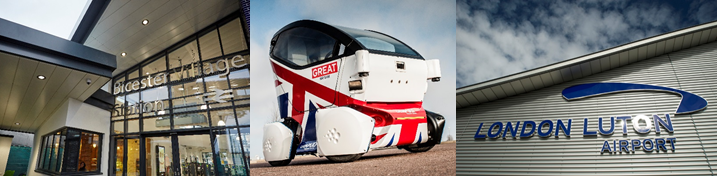 Bicester Village
Station
GREAT
LONDON LUTON
AIRPORT